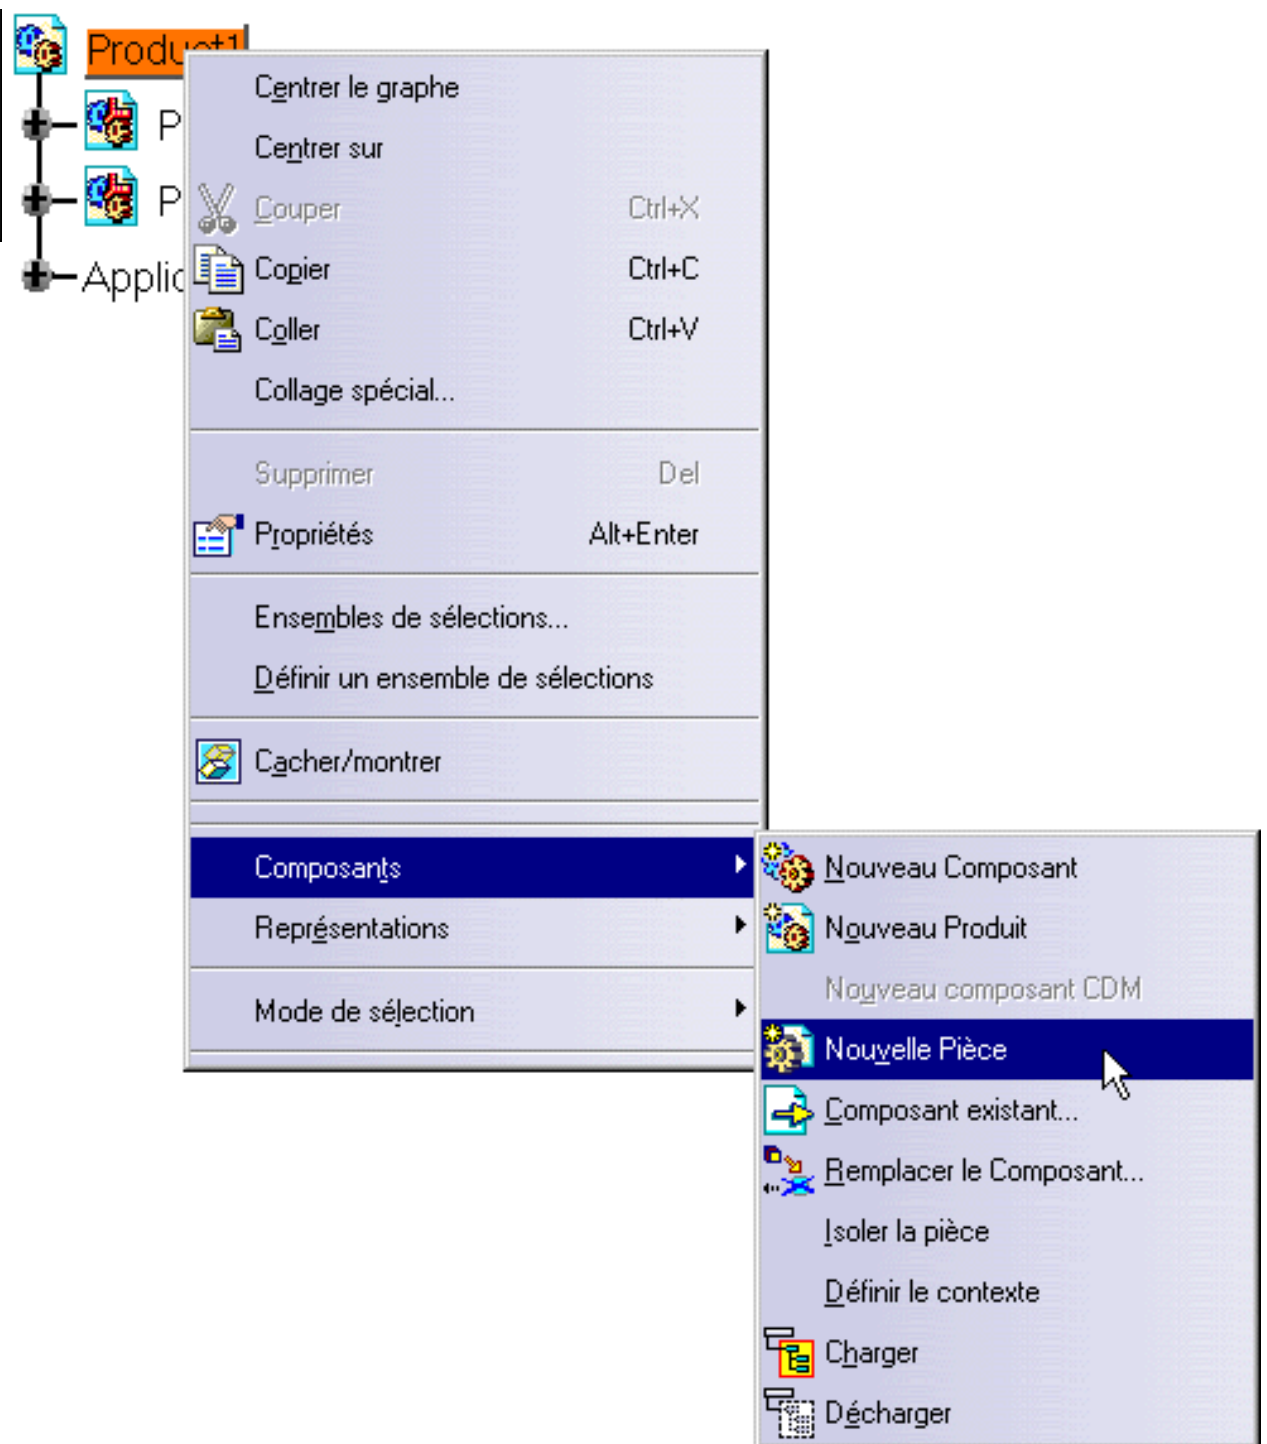 Product1
P
P
Applic
Centrer le graphe
Centrer sur
Couper Ctrl+X
Copier Ctrl+C
Coller Ctrl+V
Collage spécial...
Supprimer Del
Propriétés Alt+Enter
Ensembles de sélections...
Définir un ensemble de sélections
Cacher/montrer
Composants
Représentations
Mode de sélection
Nouveau Composant
Nouveau Produit
Nouveau composant CDM
Nouvelle Pièce
Composant existant...
Remplacer le Composant...
Isoler la pièce
Définir le contexte
Charger
Décharger